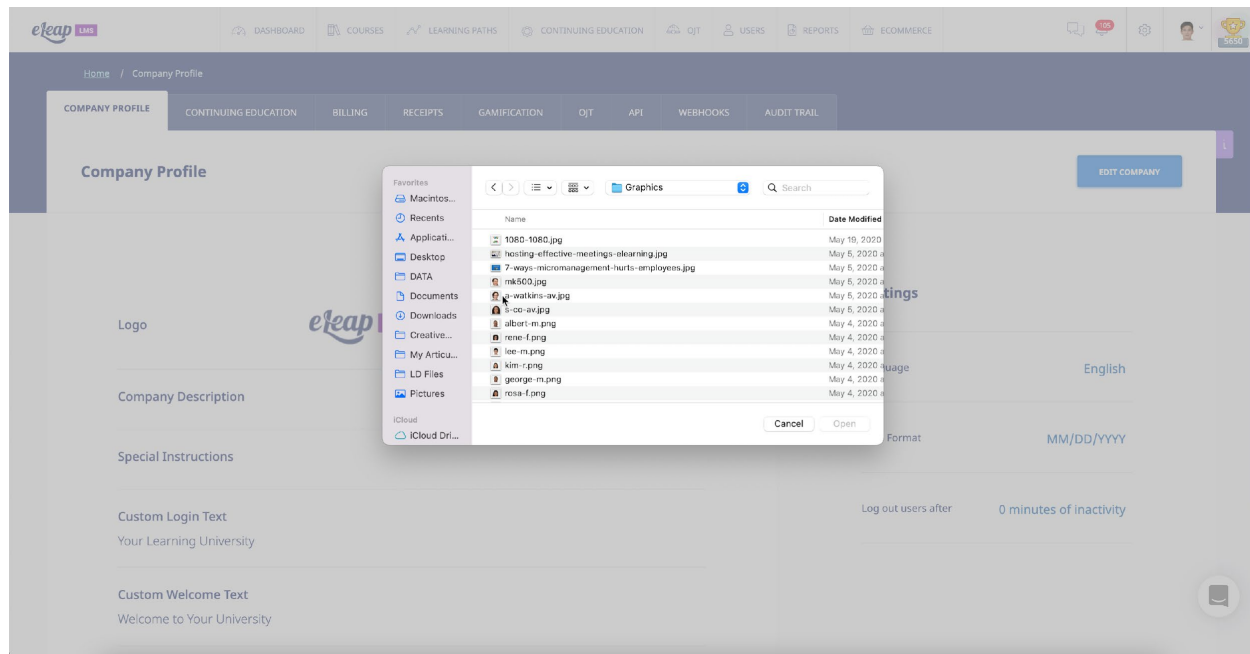 eleap LMS
DASHBOARD COURSES LEARNING PATHS CONTINUING EDUCATION OJT USERS REPORTS ECOMMERCE 105 5650
Home / Company Profile
COMPANY PROFILE CONTINUING EDUCATION BILLING RECEIPTS GAMIFICATION OJT API WEBHOOKS AUDIT TRAIL
Company Profile
EDIT COMPANY
Favorites
Macintos...
Recents
Applicati...
Desktop
DATA
Documents
Downloads
Creative...
My Articu...
LD Files
Pictures
iCloud
iCloud Dri...
Graphics
Search
Name Date Modified
1080-1080.jpg May 19, 2020
hosting-effective-meetings-elearning.jpg May 5, 2020 a
7-ways-micromanagement-hurts-employees.jpg May 5, 2020 a
mk500.jpg May 5, 2020 a
a-watkins-av.jpg May 5, 2020 a
s-co-av.jpg May 5, 2020 a
albert-m.png May 4, 2020 a
rene-f.png May 4, 2020 a
lee-m.png May 4, 2020 a
kim-r.png May 4, 2020 a
george-m.png May 4, 2020 a
rosa-f.png May 4, 2020 a
Cancel Open
Logo
eleap
Company Description
Special Instructions
Custom Login Text
Your Learning University
Custom Welcome Text
Welcome to Your University
tings
uage English
Format MM/DD/YYYY
Log out users after 0 minutes of inactivity